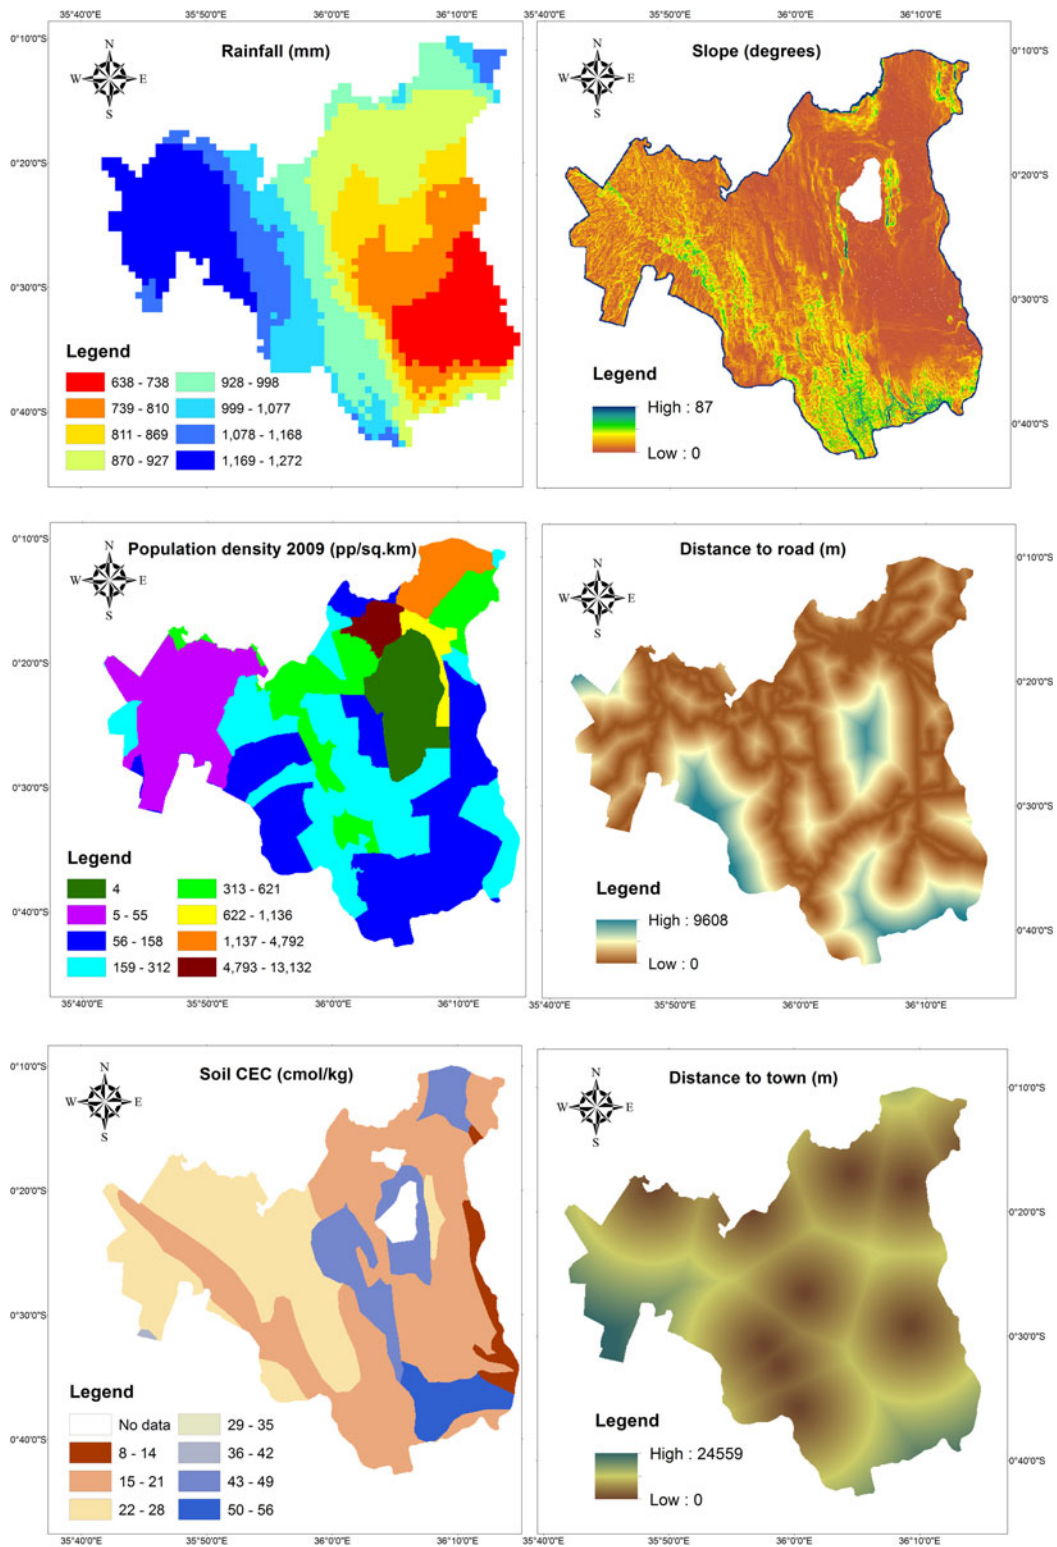 35°40'0"E 35°50'0"E 36°0'0"E 36°10'0"E
0°10'0"S
0°20'0"S
0°30'0"S
0°40'0"S
Rainfall (mm)
N
W E
S
Legend
638 - 738
739 - 810
811 - 869
870 - 927
928 - 998
999 - 1,077
1,078 - 1,168
1,169 - 1,272
35°40'0"E 35°50'0"E 36°0'0"E 36°10'0"E
Slope (degrees)
N
W E
S
Legend
High : 87
Low : 0
0°10'0"S
0°20'0"S
0°30'0"S
0°40'0"S
0°10'0"S
0°20'0"S
0°30'0"S
0°40'0"S
Population density 2009 (pp/sq.km)
N
W E
S
Legend
4
5 - 55
56 - 158
159 - 312
313 - 621
622 - 1,136
1,137 - 4,792
4,793 - 13,132
35°40'0"E 35°50'0"E 36°0'0"E 36°10'0"E
Distance to road (m)
N
W E
S
Legend
High : 9608
Low : 0
0°10'0"S
0°20'0"S
0°30'0"S
0°40'0"S
35°40'0"E 35°50'0"E 36°0'0"E 36°10'0"E
0°10'0"S
0°20'0"S
0°30'0"S
0°40'0"S
Soil CEC (cmol/kg)
N
W E
S
Legend
No data
8 - 14
15 - 21
22 - 28
29 - 35
36 - 42
43 - 49
50 - 56
35°40'0"E 35°50'0"E 36°0'0"E 36°10'0"E
Distance to town (m)
N
W E
S
Legend
High : 24559
Low : 0
0°10'0"S
0°20'0"S
0°30'0"S
0°40'0"S
35°40'0"E 35°50'0"E 36°0'0"E 36°10'0"E